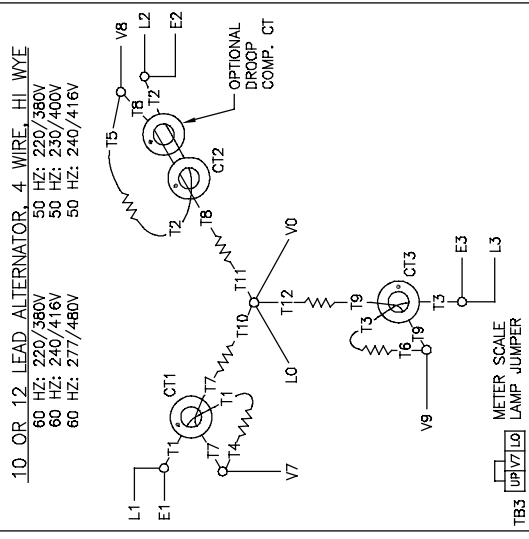 10 OR 12 LEAD ALTERNATOR, 4 WIRE, HI WYE
60 HZ: 220/380V
60 HZ: 240/416V
60 HZ: 277/480V
50 HZ: 220/380V
50 HZ: 230/400V
50 HZ: 240/416V
L1
E1
T1
CT1
T7
T1
T7
T4
V7
T10
T11
T12
L0
V0
T8
T2
T5
CT2
T8
T2
V8
L2
E2
OPTIONAL
DROOP
COMP. CT
T9
T3
CT3
T3
T6
T9
V9
E3
L3
TB3
UP V7 L0
METER SCALE
LAMP JUMPER